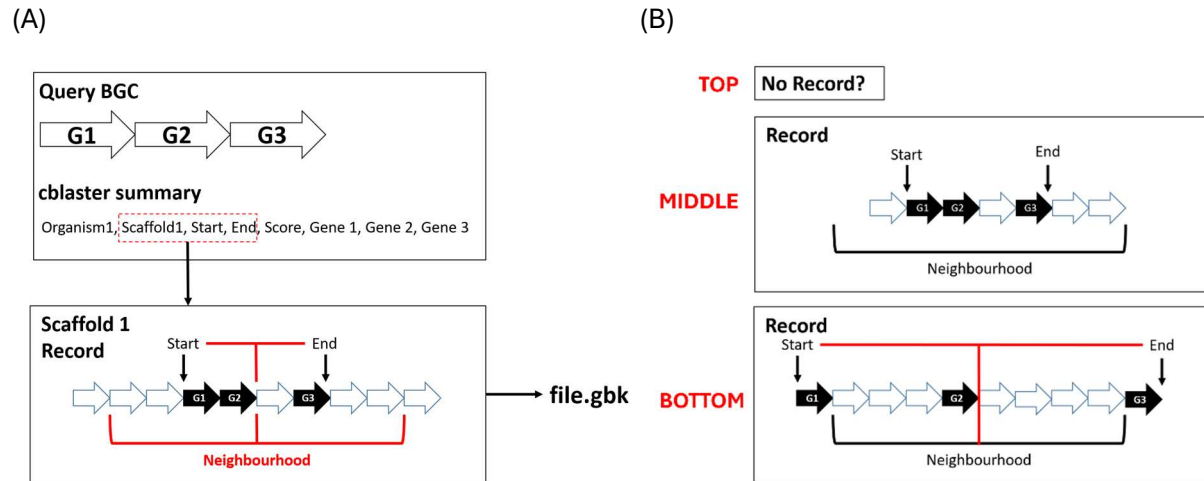 (A)
Query BGC
G1 G2 G3
cblaster summary
Organism1, Scaffold1, Start, End, Score, Gene 1, Gene 2, Gene 3
Scaffold 1
Record
Start End
G1 G2 G3
Neighbourhood
file.gbk
(B)
TOP
No Record?
MIDDLE
Record
Start End
G1 G2 G3
Neighbourhood
BOTTOM
Record
Start End
G1 G2 G3
Neighbourhood